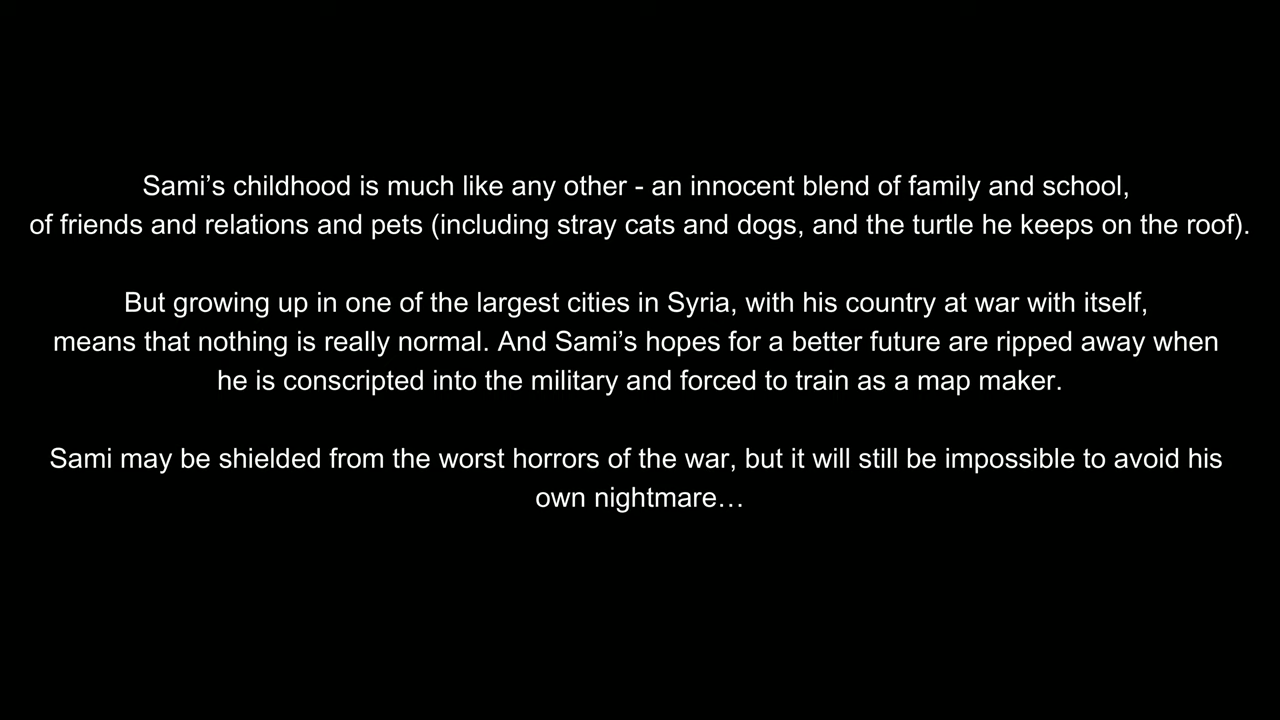 Sami’s childhood is much like any other - an innocent blend of family and school,
of friends and relations and pets (including stray cats and dogs, and the turtle he keeps on the roof).
But growing up in one of the largest cities in Syria, with his country at war with itself,
means that nothing is really normal. And Sami’s hopes for a better future are ripped away when
he is conscripted into the military and forced to train as a map maker.
Sami may be shielded from the worst horrors of the war, but it will still be impossible to avoid his
own nightmare…